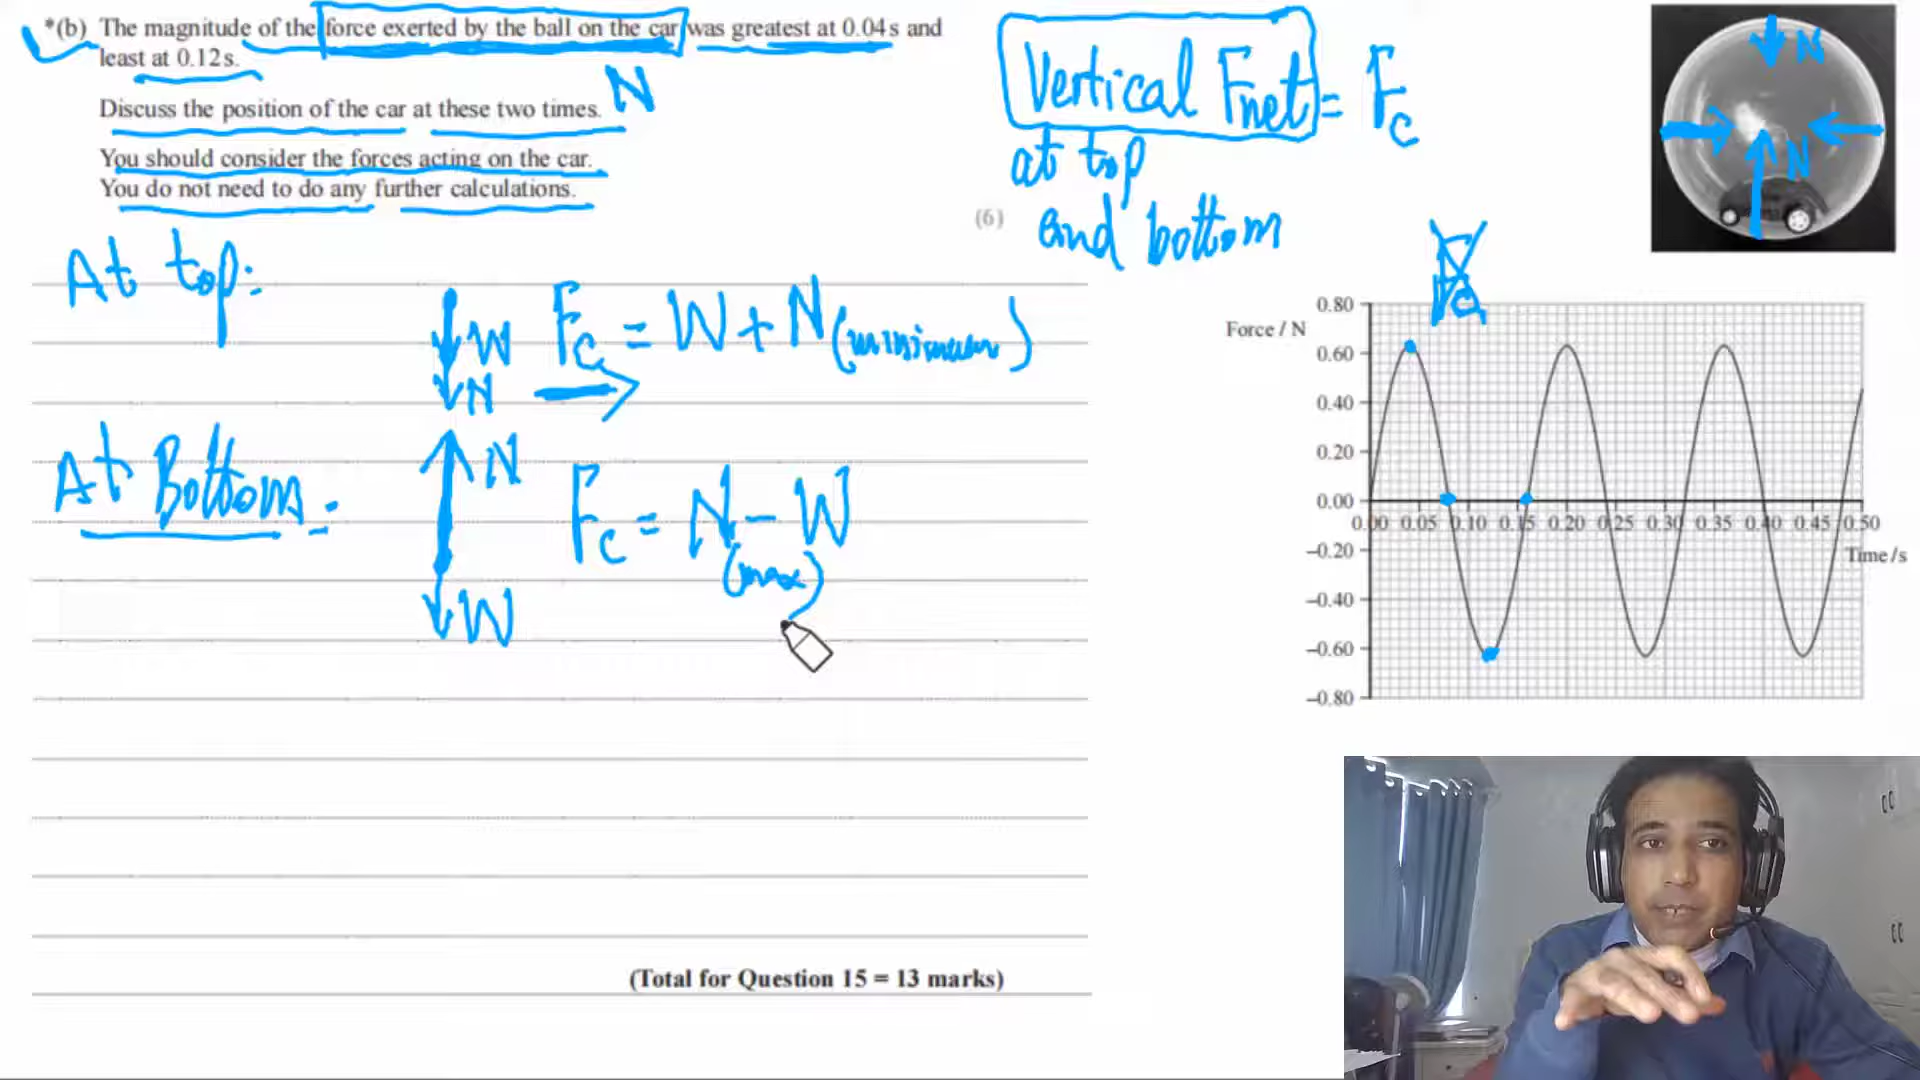 *(b) The magnitude of the force exerted by the ball on the car was greatest at 0.04 s and
least at 0.12 s.
N
Discuss the position of the car at these two times.
You should consider the forces acting on the car.
You do not need to do any further calculations.
(6)
Vertical Fnet = Fc
at top
and bottom
N
N
At top:
W
N
Fc = W + N (minimum)
At Bottom:
N
W
Fc = N - W
(max)
Force / N
0.80
0.60
0.40
0.20
0.00
-0.20
-0.40
-0.60
-0.80
0.00 0.05 0.10 0.15 0.20 0.25 0.30 0.35 0.40 0.45 0.50
Time / s
(Total for Question 15 = 13 marks)